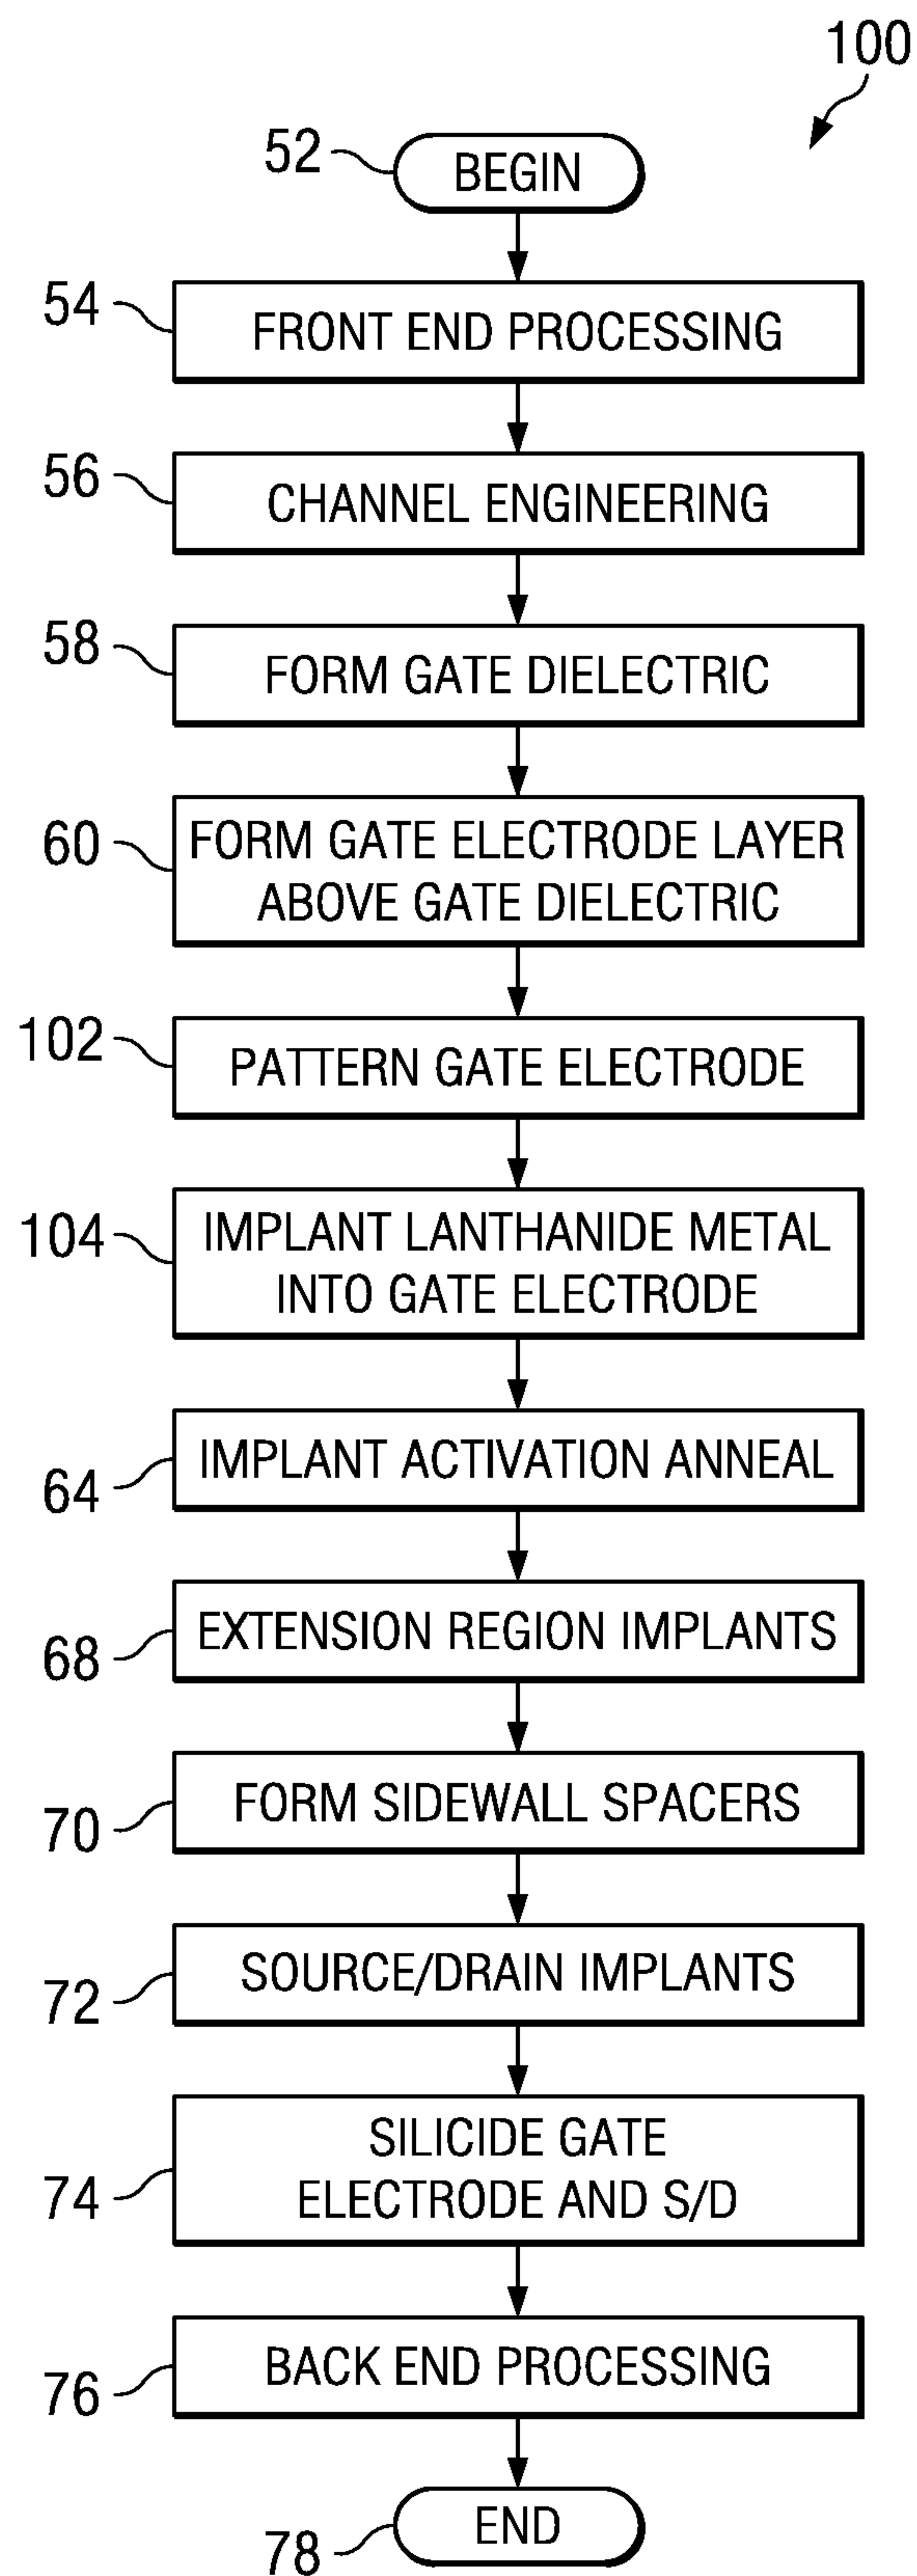 100
52
BEGIN
54
FRONT END PROCESSING
56
CHANNEL ENGINEERING
58
FORM GATE DIELECTRIC
60
FORM GATE ELECTRODE LAYER
ABOVE GATE DIELECTRIC
102
PATTERN GATE ELECTRODE
104
IMPLANT LANTHANIDE METAL
INTO GATE ELECTRODE
64
IMPLANT ACTIVATION ANNEAL
68
EXTENSION REGION IMPLANTS
70
FORM SIDEWALL SPACERS
72
SOURCE/DRAIN IMPLANTS
74
SILICIDE GATE
ELECTRODE AND S/D
76
BACK END PROCESSING
78
END